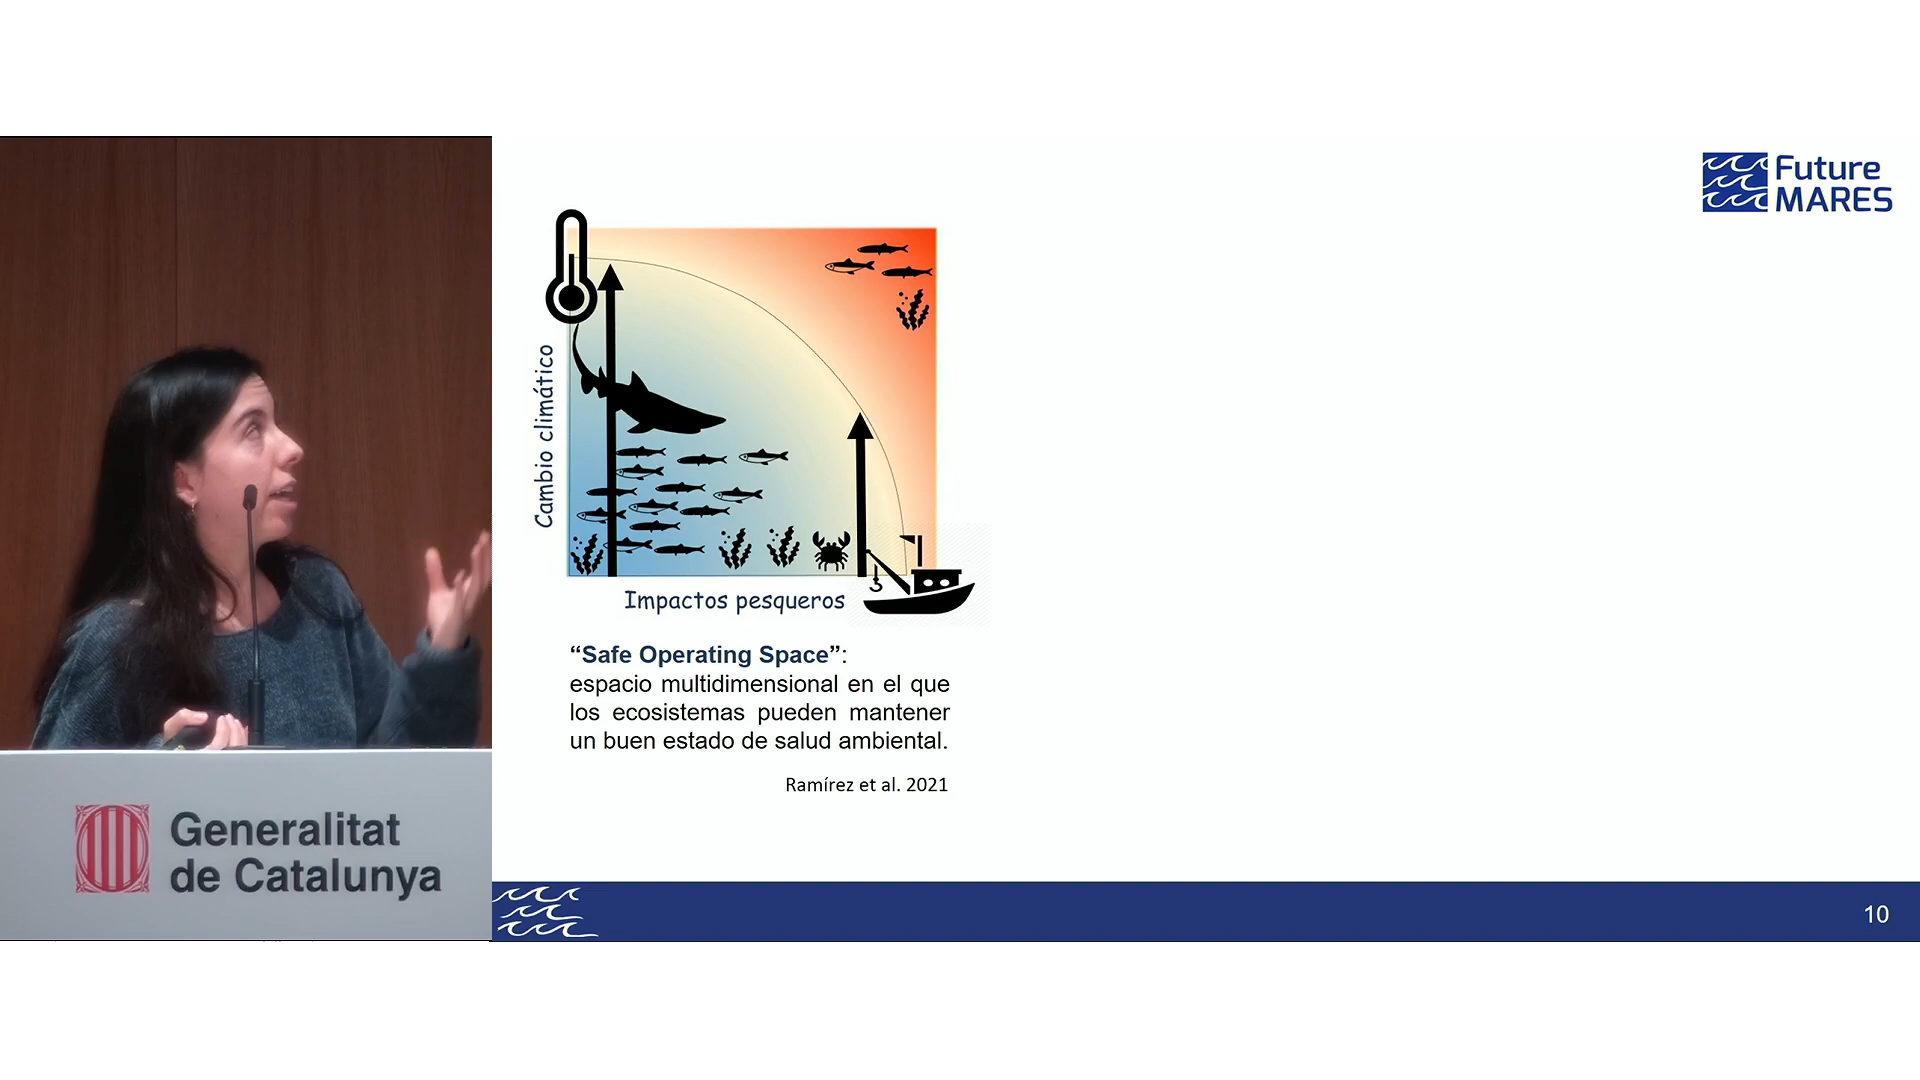 Future
MARES
Cambio climático
Impactos pesqueros
“Safe Operating Space”:
espacio multidimensional en el que
los ecosistemas pueden mantener
un buen estado de salud ambiental.
Ramírez et al. 2021
Generalitat
de Catalunya
10